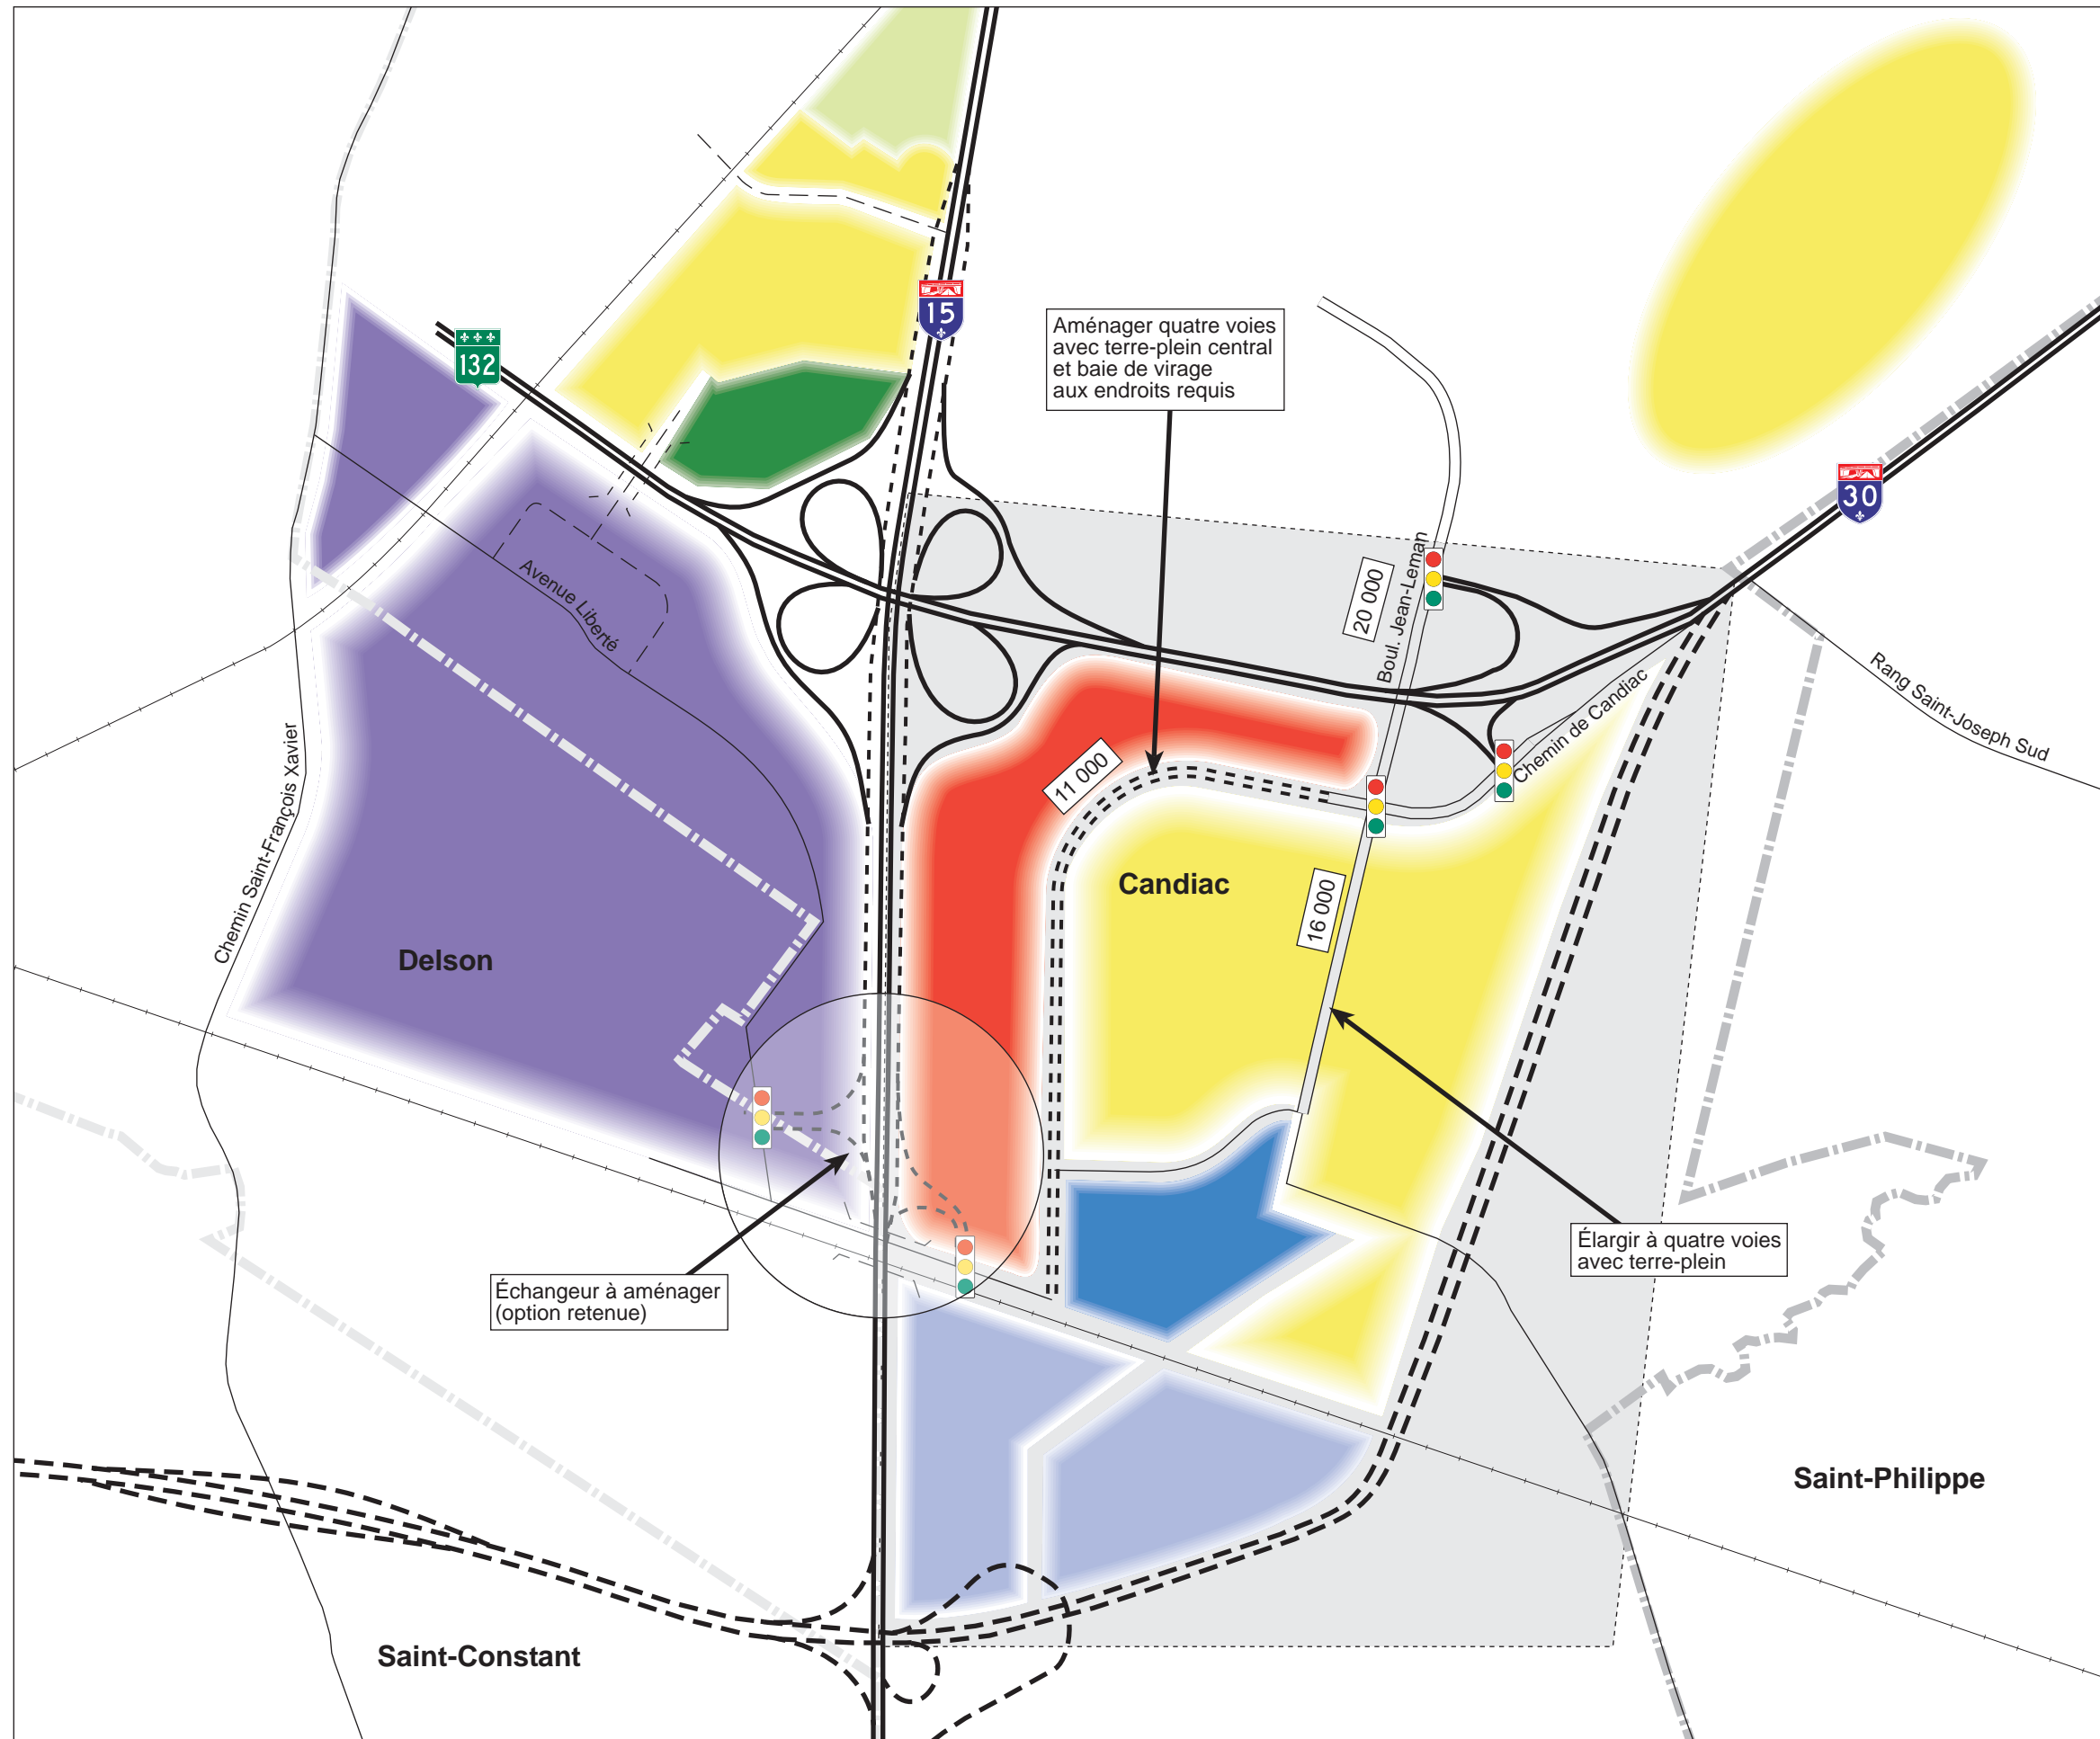 15
132
Aménager quatre voies
avec terre-plein central
et baie de virage
aux endroits requis
30
Avenue Liberté
20 000
Boul. Jean-Leman
Rang Saint-Joseph Sud
Chemin de Candiac
11 000
Chemin Saint-François Xavier
Candiac
16 000
Delson
Élargir à quatre voies
avec terre-plein
Échangeur à aménager
(option retenue)
Saint-Philippe
Saint-Constant